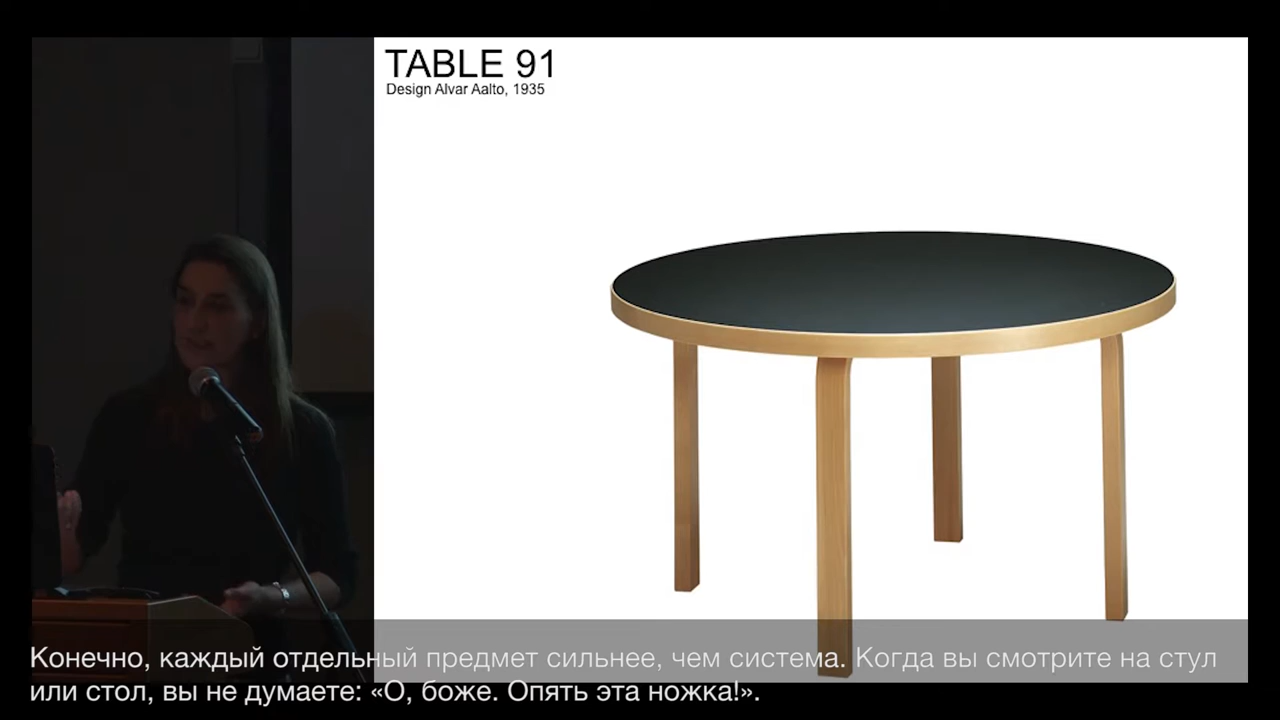 TABLE 91
Design Alvar Aalto, 1935
Конечно, каждый отдельный предмет сильнее, чем система. Когда вы смотрите на стул
или стол, вы не думаете: «О, боже. Опять эта ножка!».